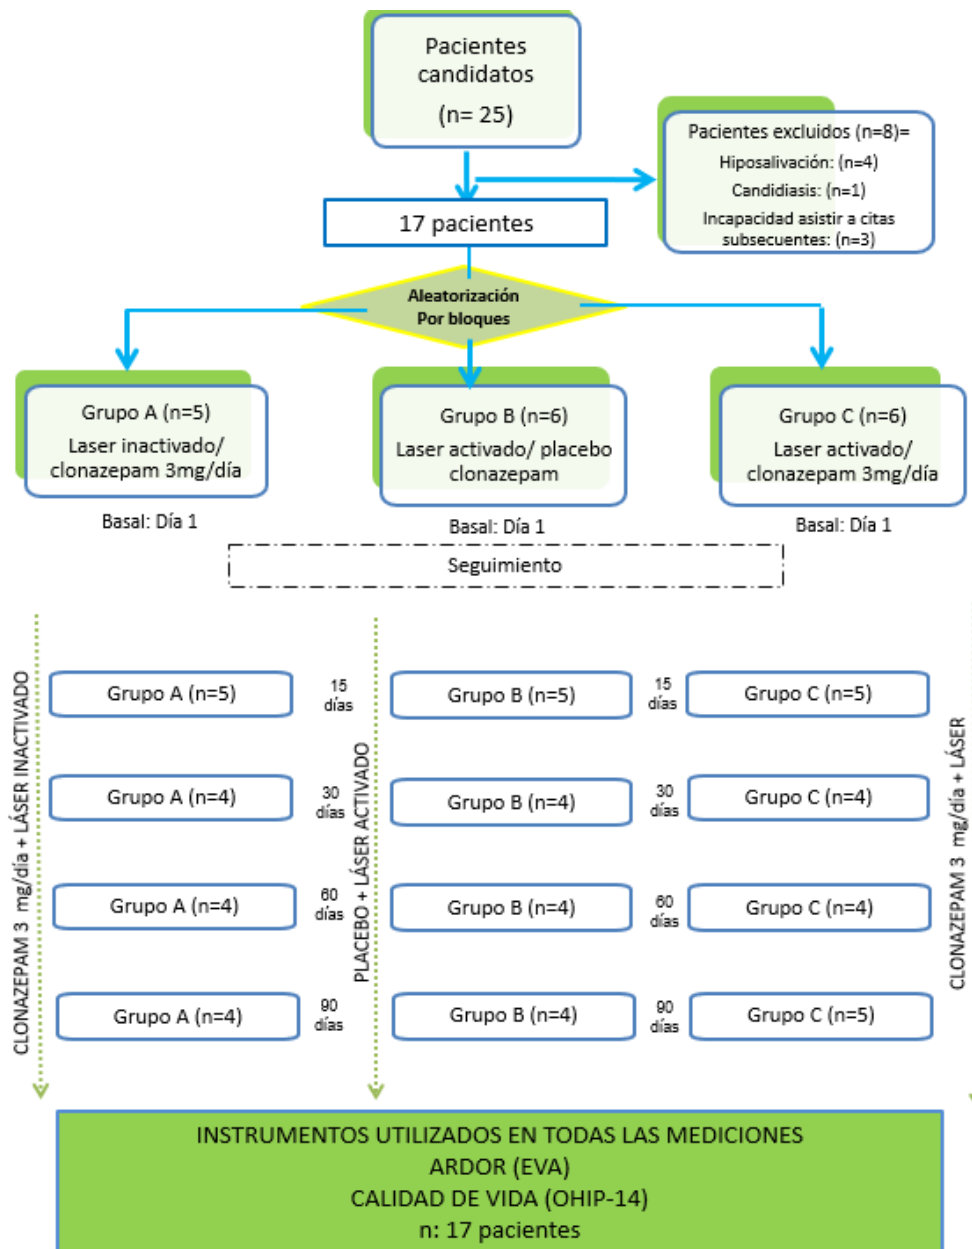 Pacientes
candidatos
(n= 25)
Pacientes excluidos (n=8)=
Hiposalivación: (n=4)
Candidiasis: (n=1)
Incapacidad asistir a citas
subsecuentes: (n=3)
17 pacientes
Aleatorización
Por bloques
Grupo A (n=5)
Laser inactivado/
clonazepam 3mg/día
Basal: Día 1
Grupo B (n=6)
Laser activado/ placebo
clonazepam
Basal: Día 1
Grupo C (n=6)
Laser activado/
clonazepam 3mg/día
Basal: Día 1
Seguimiento
CLONAZEPAM 3 mg/día + LÁSER INACTIVADO
PLACEBO + LÁSER ACTIVADO
CLONAZEPAM 3 mg/día + LÁSER
Grupo A (n=5)
15
días
Grupo B (n=5)
15
días
Grupo C (n=5)
Grupo A (n=4)
30
días
Grupo B (n=4)
30
días
Grupo C (n=4)
Grupo A (n=4)
60
días
Grupo B (n=4)
60
días
Grupo C (n=4)
Grupo A (n=4)
90
días
Grupo B (n=4)
90
días
Grupo C (n=5)
INSTRUMENTOS UTILIZADOS EN TODAS LAS MEDICIONES
ARDOR (EVA)
CALIDAD DE VIDA (OHIP-14)
n: 17 pacientes